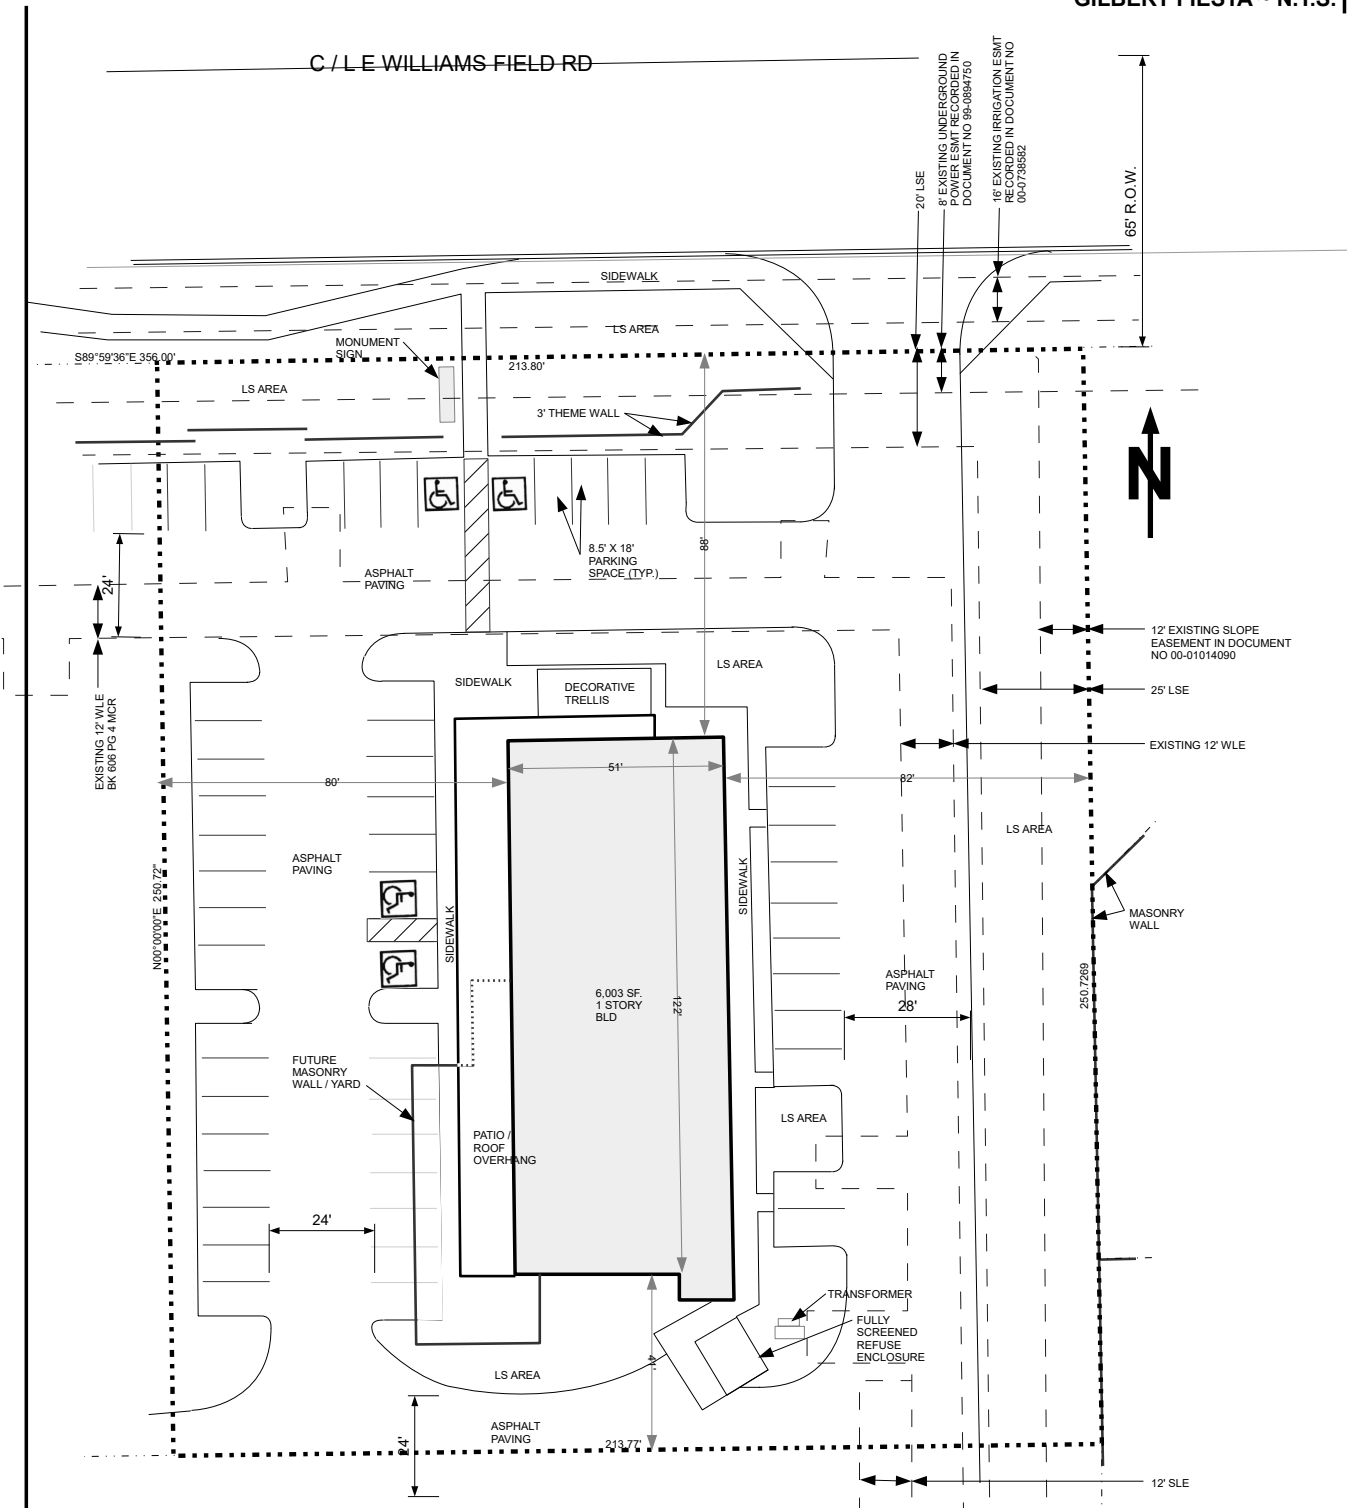 C / L E WILLIAMS FIELD RD
8' EXISTING UNDERGROUND
POWER ESMT RECORDED IN
DOCUMENT NO 99-0894750
16' EXISTING IRRIGATION ESMT
RECORDED IN DOCUMENT NO
00-0738582
20' LSE
65' R.O.W.
SIDEWALK
LS AREA
MONUMENT
SIGN
S89°59'36"E 356.00'
213.80'
LS AREA
3' THEME WALL
N
88'
8.5' X 18'
PARKING
SPACE (TYP.)
ASPHALT
PAVING
24'
12' EXISTING SLOPE
EASEMENT IN DOCUMENT
NO 00-01014090
LS AREA
SIDEWALK
DECORATIVE
TRELLIS
25' LSE
EXISTING 12' WLE
BK 606 PG 4 MCR
EXISTING 12' WLE
80'
51'
82'
LS AREA
ASPHALT
PAVING
N00°00'00"E 250.72"
SIDEWALK
SIDEWALK
MASONRY
WALL
ASPHALT
PAVING
250.7269
6,003 SF.
1 STORY
BLD
122'
28'
FUTURE
MASONRY
WALL / YARD
LS AREA
PATIO /
ROOF
OVERHANG
24'
TRANSFORMER
FULLY
SCREENED
REFUSE
ENCLOSURE
41'
LS AREA
ASPHALT
PAVING
213.77'
24'
12' SLE